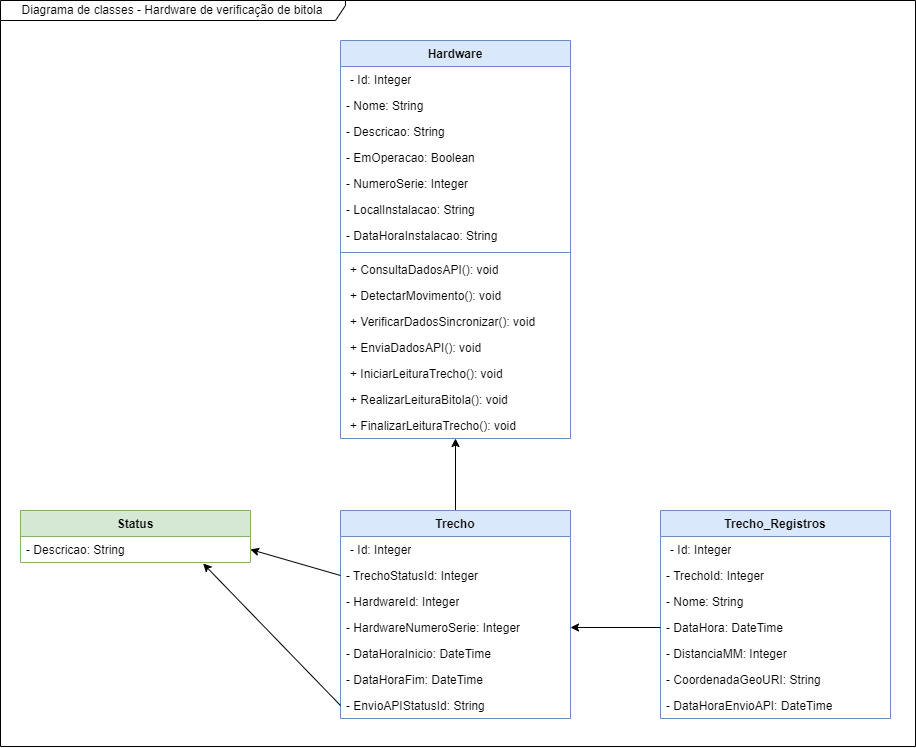 Diagrama de classes - Hardware de verificação de bitola
Hardware
- Id: Integer
- Nome: String
- Descricao: String
- EmOperacao: Boolean
- NumeroSerie: Integer
- LocalInstalacao: String
- DataHoraInstalacao: String
+ ConsultaDadosAPI(): void
+ DetectarMovimento(): void
+ VerificarDadosSincronizar(): void
+ EnviaDadosAPI(): void
+ IniciarLeituraTrecho(): void
+ RealizarLeituraBitola(): void
+ FinalizarLeituraTrecho(): void
Status
- Descricao: String
Trecho
- Id: Integer
- TrechoStatusId: Integer
- HardwareId: Integer
- HardwareNumeroSerie: Integer
- DataHoraInicio: DateTime
- DataHoraFim: DateTime
- EnvioAPIStatusId: String
Trecho_Registros
- Id: Integer
- TrechoId: Integer
- Nome: String
- DataHora: DateTime
- DistanciaMM: Integer
- CoordenadaGeoURI: String
- DataHoraEnvioAPI: DateTime